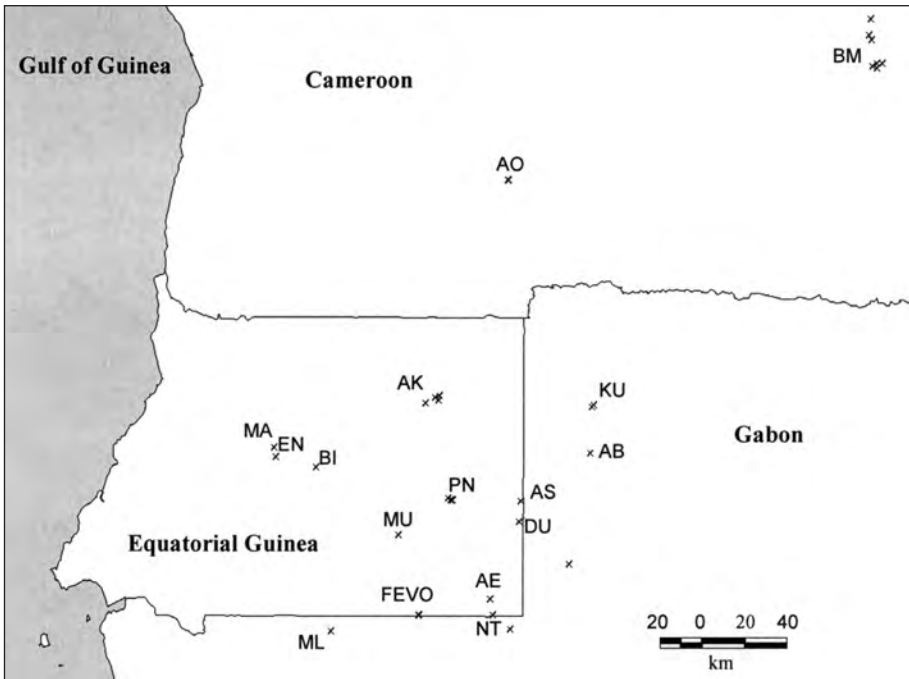 BM
Gulf of Guinea
Cameroon
AO
AK
KU
MA
EN
Gabon
BI
AB
PN
AS
MU
DU
Equatorial Guinea
AE
FEVO
NT
ML
20 0 20 40
km